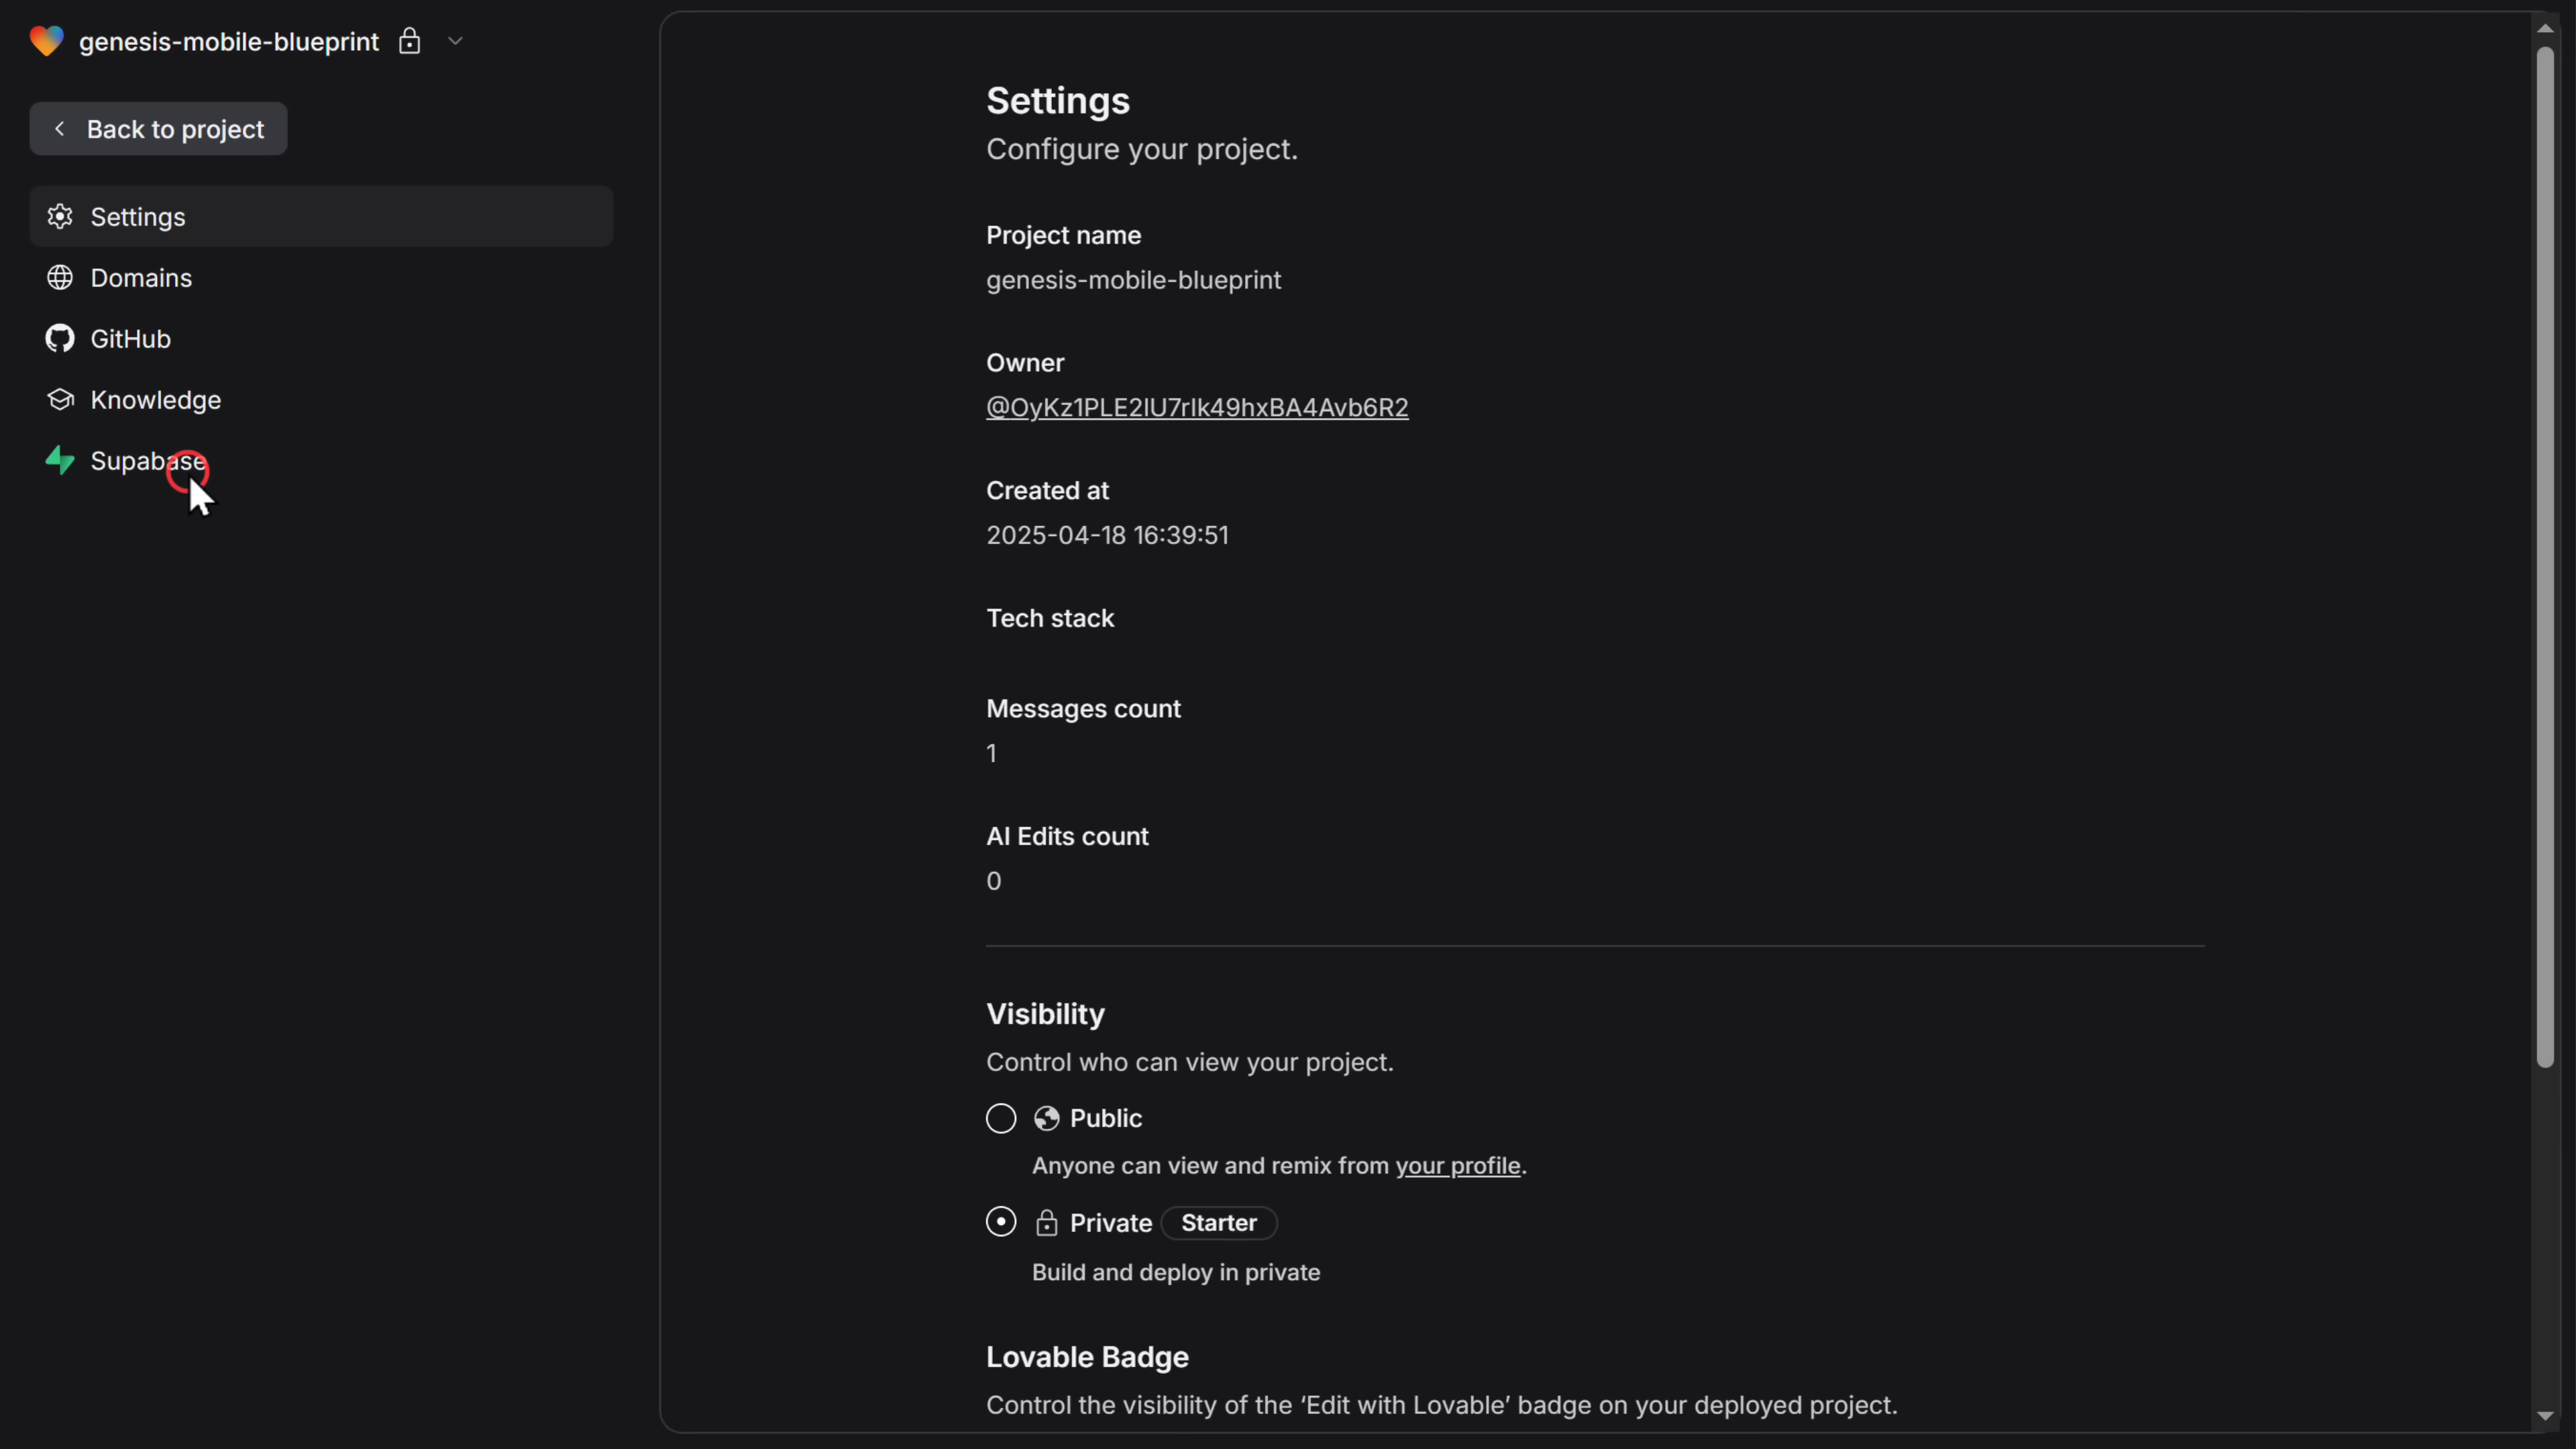 genesis-mobile-blueprint
Back to project
Settings
Domains
GitHub
Knowledge
Supabase
Settings
Configure your project.
Project name
genesis-mobile-blueprint
Owner
@OyKz1PLE2lU7rlk49hxBA4Avb6R2
Created at
2025-04-18 16:39:51
Tech stack
Messages count
1
AI Edits count
0
Visibility
Control who can view your project.
Public
Anyone can view and remix from your profile.
Private Starter
Build and deploy in private
Lovable Badge
Control the visibility of the ‘Edit with Lovable’ badge on your deployed project.